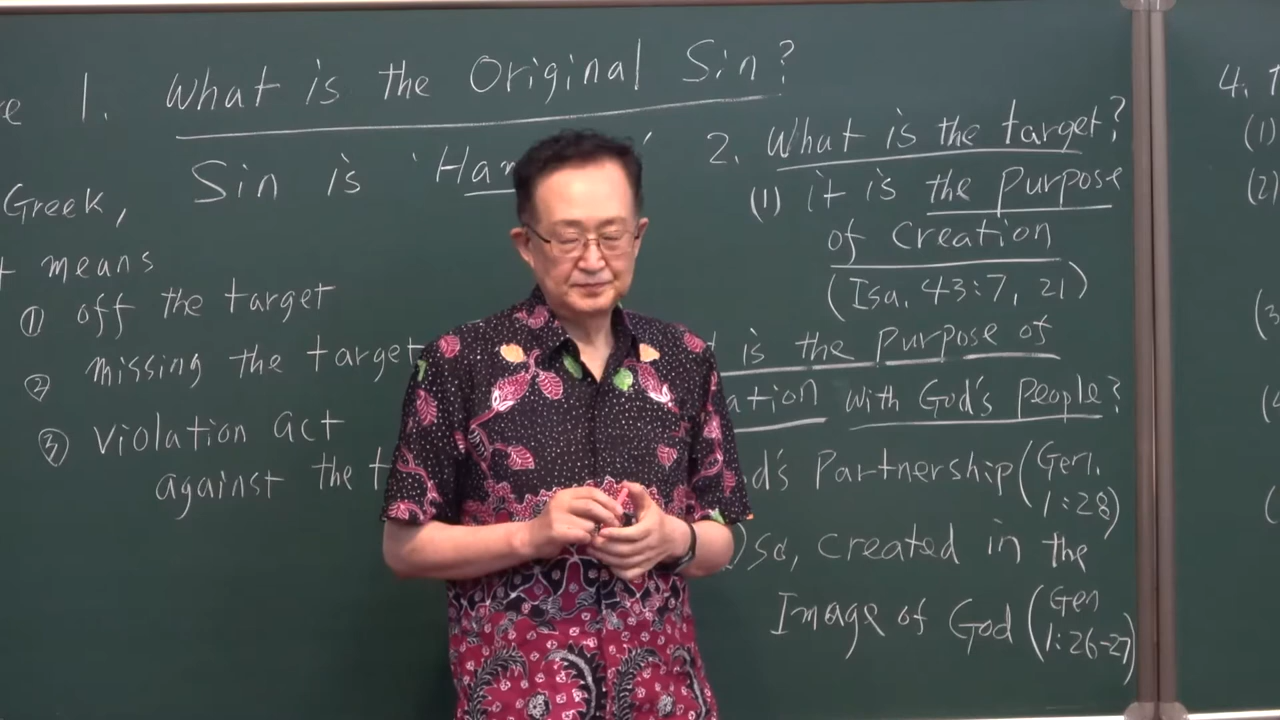 1. What is the Original Sin?
Sin is 'Ham
Greek,
means
① off the target
② missing the target
③ violation act
against the t
2. What is the target?
(1) it is the purpose
of creation
(Isa, 43:7, 21)
is the purpose of
ation with God's people?
d's Partnership (Gen.
1:28)
) so, created in the
Image of God (Gen
1:26-27)
4.
(1)
(2)